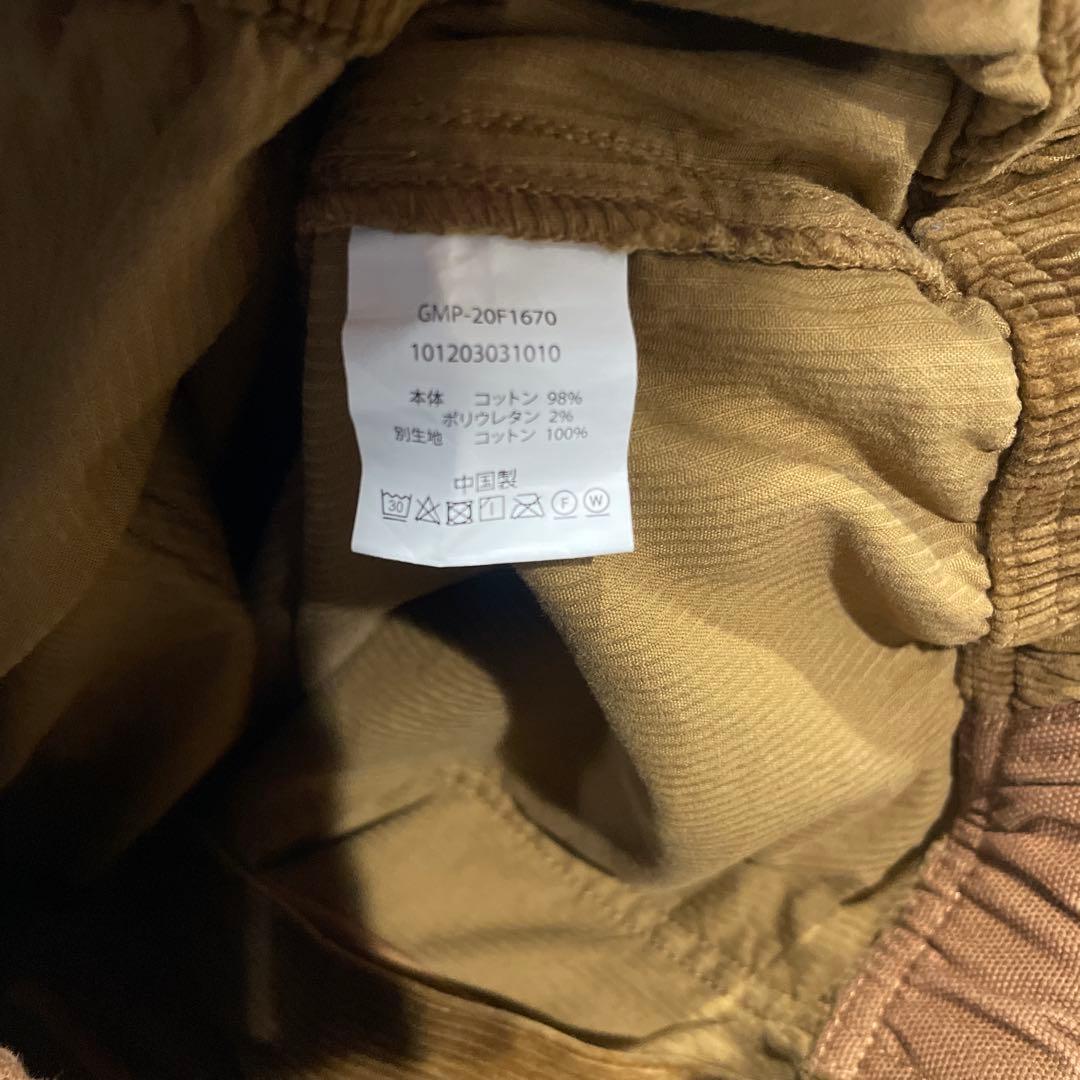 GMP-20F1670
101203031010
本体 コットン 98%
ポリウレタン 2%
別生地 コットン 100%
中国製
30 F W